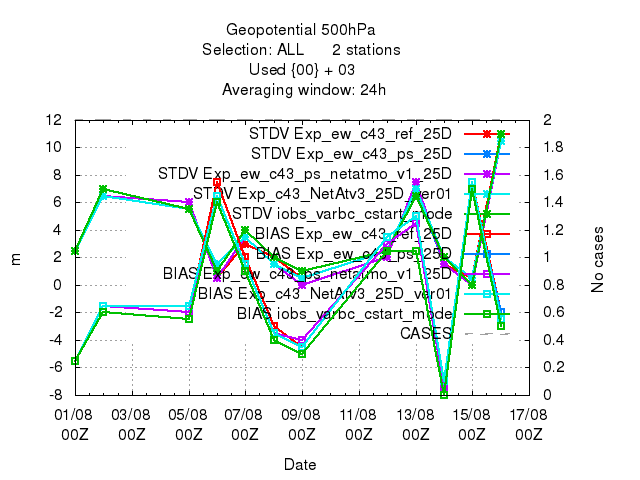 Geopotential 500hPa
Selection: ALL 2 stations
Used {00} + 03
Averaging window: 24h
12 2
STDV Exp_ew_c43_ref_25D
10 1.8
STDV Exp_ew_c43_ps_25D
STDV Exp_ew_c43_ps_netatmo_v1_25D
8 1.6
STDV Exp_c43_NetAtv3_25D_ver01
6 1.4
STDV iobs_varbc_cstart_mode
4 1.2
BIAS Exp_ew_c43_ref_25D
2 1
BIAS Exp_ew_c43_ps_25D
m
No cases
BIAS Exp_ew_c43_ps_netatmo_v1_25D
0 0.8
BIAS Exp_c43_NetAtv3_25D_ver01
-2 0.6
BIAS iobs_varbc_cstart_mode
-4 0.4
CASES
-6 0.2
-8 0
01/08 03/08 05/08 07/08 09/08 11/08 13/08 15/08 17/08
00Z 00Z 00Z 00Z 00Z 00Z 00Z 00Z 00Z
Date